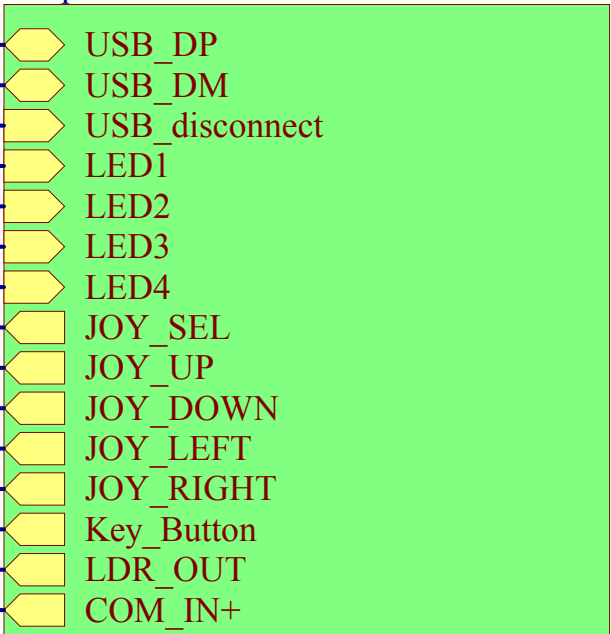 USB_DP
USB_DM
USB_disconnect
LED1
LED2
LED3
LED4
JOY_SEL
JOY_UP
JOY_DOWN
JOY_LEFT
JOY_RIGHT
Key_Button
LDR_OUT
COM_IN+